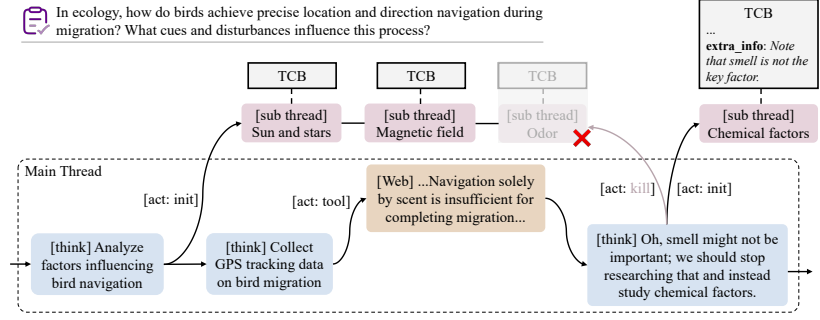 In ecology, how do birds achieve precise location and direction navigation during
migration? What cues and disturbances influence this process?
TCB
...
extra_info: Note
that smell is not the
key factor.
TCB
TCB
TCB
[sub thread]
Sun and stars
[sub thread]
Magnetic field
[sub thread]
Odor
[sub thread]
Chemical factors
Main Thread
[act: init]
[act: tool]
[Web] ...Navigation solely
by scent is insufficient for
completing migration...
[act: kill]
[act: init]
[think] Analyze
factors influencing
bird navigation
[think] Collect
GPS tracking data
on bird migration
[think] Oh, smell might not be
important; we should stop
researching that and instead
study chemical factors.